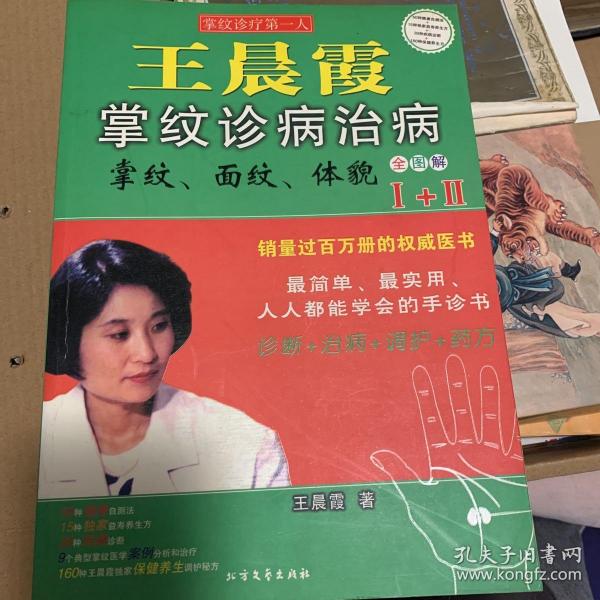 掌纹诊疗第一人
王晨霞
掌纹诊病治病
掌纹、面纹、体貌 全图解
I+II
销量过百万册的权威医书
最简单、最实用、
人人都能学会的手诊书
诊断+治病+调护+药方
王晨霞 著
自测法
15种独家益寿养生方
诊断
9个典型掌纹医学案例分析和治疗
160种王晨霞独家保健养生调护秘方
北方文艺出版社
孔夫子旧书网
www.kongfz.com